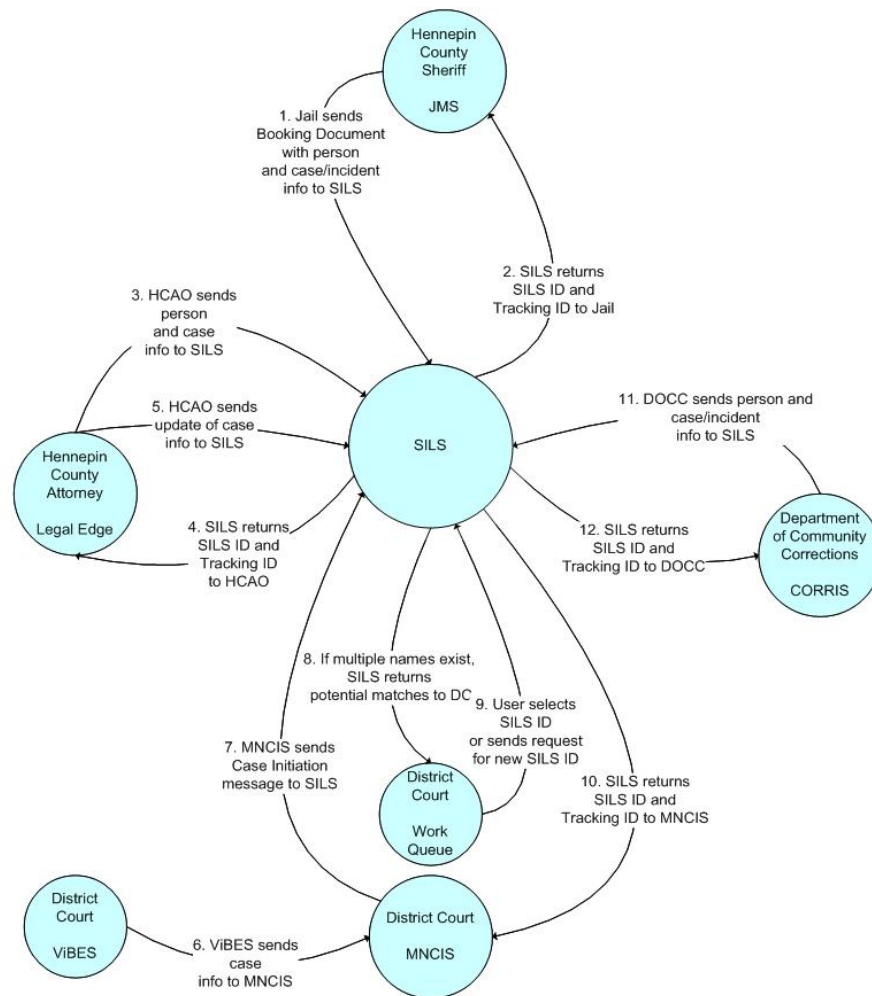 Hennepin
County
Sheriff
JMS
1. Jail sends
Booking Document
with person
and case/incident
info to SILS
2. SILS returns
SILS ID and
Tracking ID to Jail
3. HCAO sends
person
and case
info to SILS
5. HCAO sends
update of case
info to SILS
SILS
11. DOCC sends person and
case/incident
info to SILS
Hennepin
County
Attorney
Legal Edge
4. SILS returns
SILS ID and
Tracking ID
to HCAO
12. SILS returns
SILS ID and
Tracking ID to DOCC
Department
of Community
Corrections
CORRIS
8. If multiple names exist,
SILS returns
potential matches to DC
9. User selects
SILS ID
or sends request
for new SILS ID
7. MNCIS sends
Case Initiation
message to SILS
District
Court
Work
Queue
10. SILS returns
SILS ID and
Tracking ID to MNCIS
District
Court
ViBES
6. ViBES sends
case
info to MNCIS
District Court
MNCIS